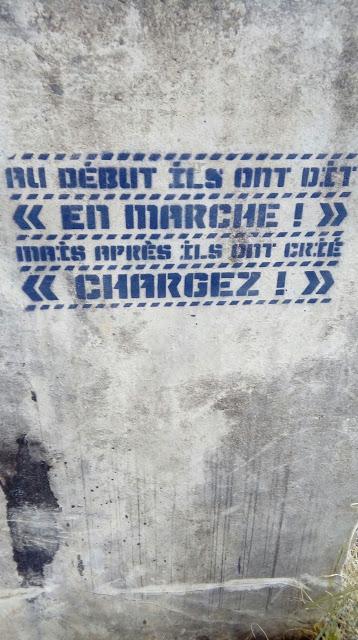 AU DÉBUT ILS ONT DIT
« EN MARCHE ! »
MAIS APRÈS ILS ONT CRIÉ
« CHARGEZ ! »